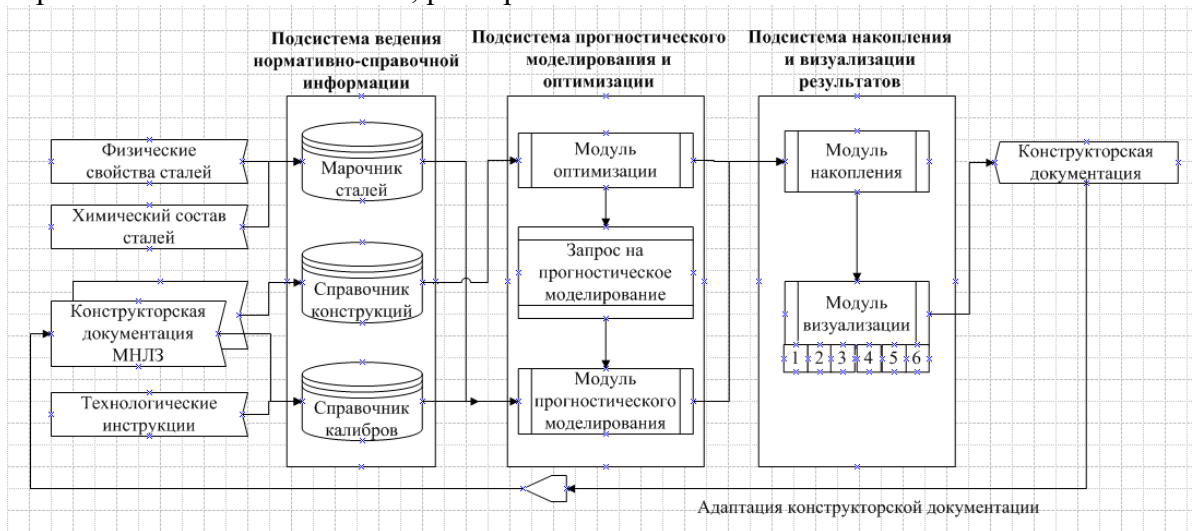 Подсистема ведения
нормативно-справочной
информации
Подсистема прогностического
моделирования и
оптимизации
Подсистема накопления
и визуализации
результатов
Физические
свойства сталей
Химический состав
сталей
Конструкторская
документация
МНЛЗ
Технологические
инструкции
Марочник
сталей
Справочник
конструкций
Справочник
калибров
Модуль
оптимизации
Запрос на
прогностическое
моделирование
Модуль
прогностического
моделирования
Модуль
накопления
Модуль
визуализации
1 2 3 4 5 6
Конструкторская
документация
Адаптация конструкторской документации